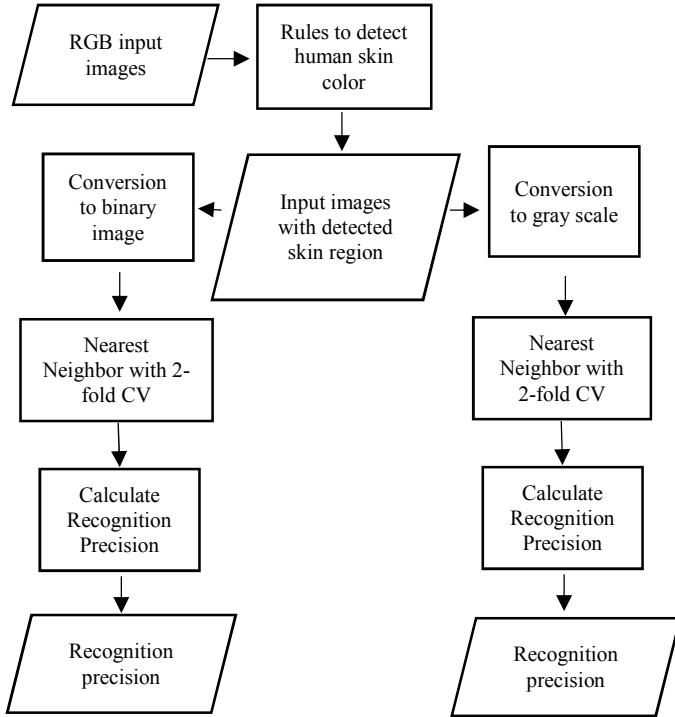 RGB input
images
Rules to detect
human skin
color
Conversion
to binary
image
Input images
with detected
skin region
Conversion
to gray scale
Nearest
Neighbor with 2-
fold CV
Nearest
Neighbor with
2-fold CV
Calculate
Recognition
Precision
Calculate
Recognition
Precision
Recognition
precision
Recognition
precision